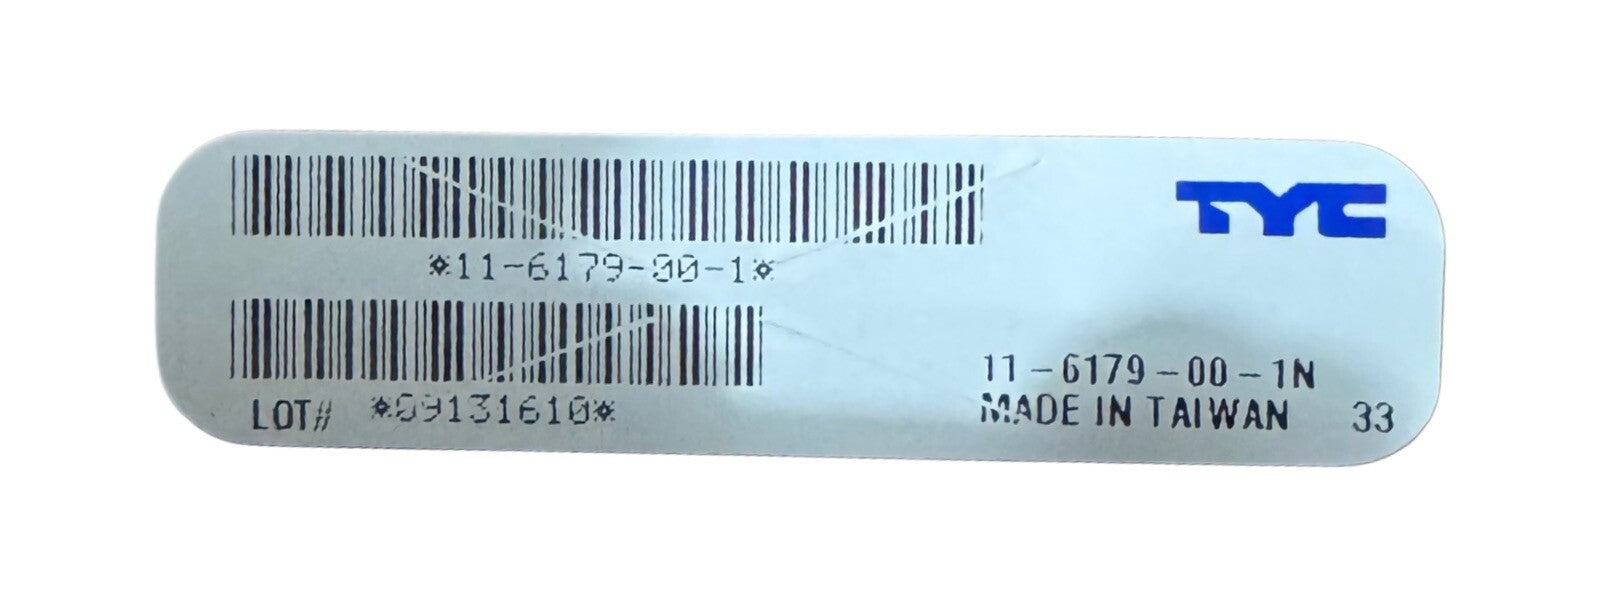 TYC
*11-6179-00-1*
11-6179-00-1N
LOT# *09131610*
MADE IN TAIWAN 33